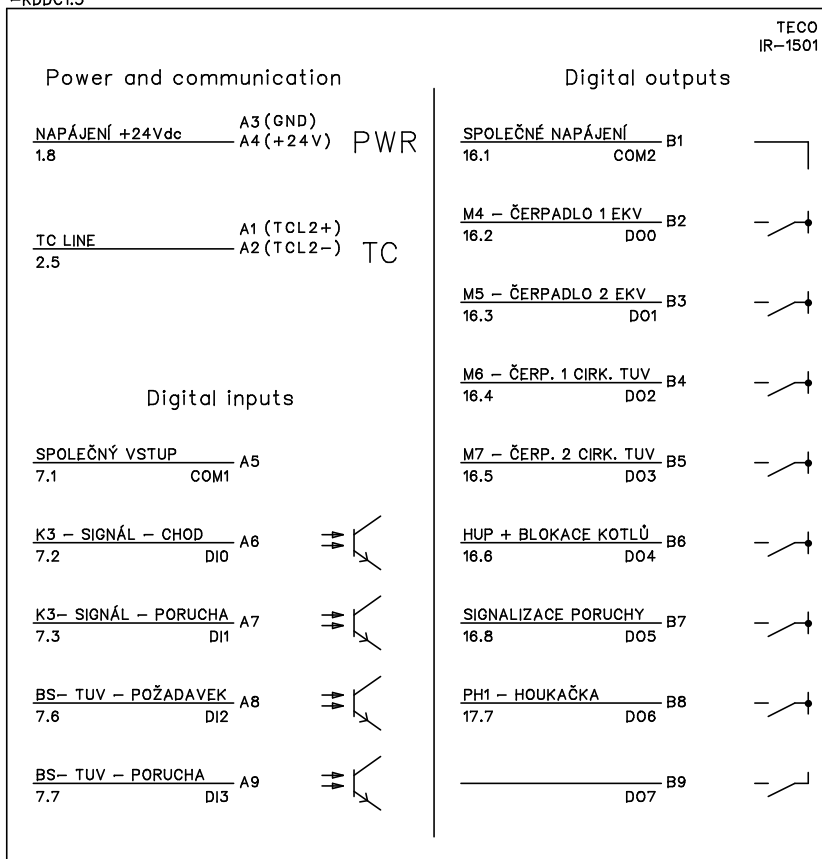 -RDDC1.3
TECO
IR-1501
Power and communication
NAPÁJENÍ +24Vdc
1.8
A3 (GND)
A4 (+24V)
PWR
TC LINE
2.5
A1 (TCL2+)
A2 (TCL2-)
TC
Digital inputs
SPOLEČNÝ VSTUP
A5
7.1 COM1
K3 - SIGNÁL - CHOD
A6
7.2 DI0
K3- SIGNÁL - PORUCHA
A7
7.3 DI1
BS- TUV - POŽADAVEK
A8
7.6 DI2
BS- TUV - PORUCHA
A9
7.7 DI3
Digital outputs
SPOLEČNÉ NAPÁJENÍ
B1
16.1 COM2
M4 - ČERPADLO 1 EKV
B2
16.2 DO0
M5 - ČERPADLO 2 EKV
B3
16.3 DO1
M6 - ČERP. 1 CIRK. TUV
B4
16.4 DO2
M7 - ČERP. 2 CIRK. TUV
B5
16.5 DO3
HUP + BLOKACE KOTLŮ
B6
16.6 DO4
SIGNALIZACE PORUCHY
B7
16.8 DO5
PH1 - HOUKAČKA
B8
17.7 DO6
B9
DO7